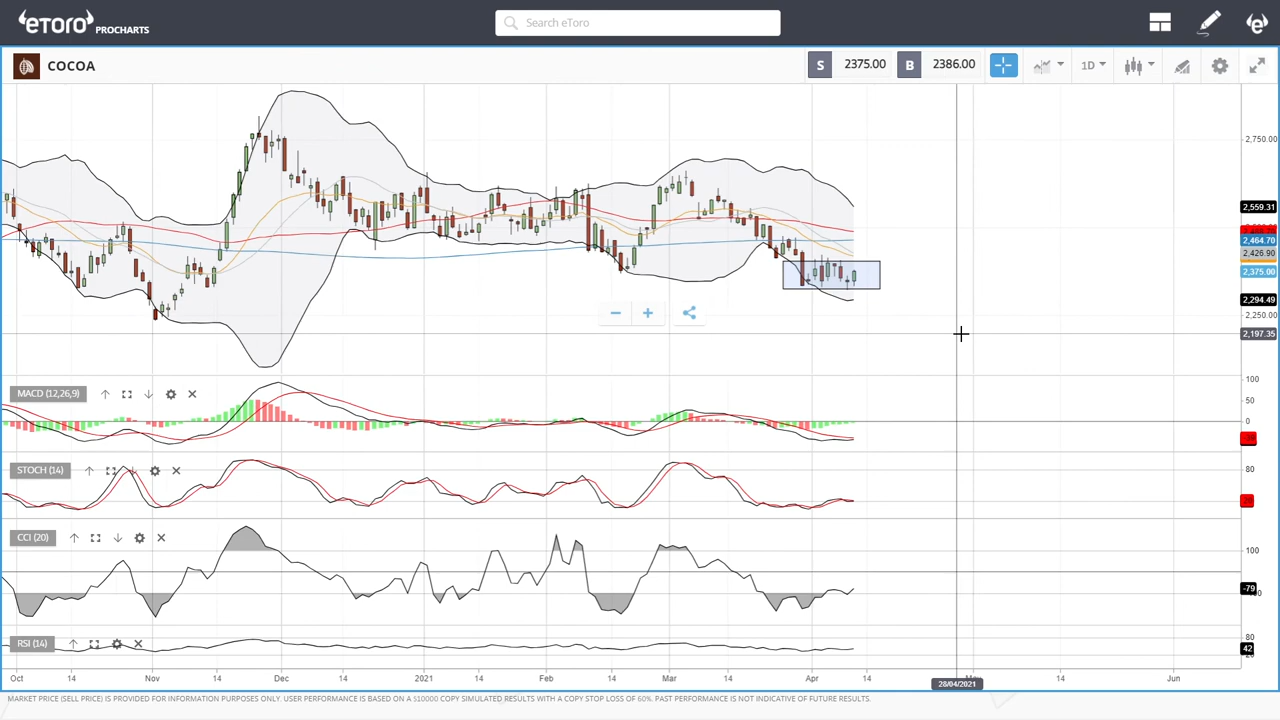 eToro PROCHARTS
Search eToro
COCOA
S 2375.00 B 2386.00
1D
2,750.00
2,559.31
2,464.70
2,426.90
2,375.00
2,294.49
2,250.00
2,197.35
MACD (12,26,9)
100
50
0
STOCH (14)
80
20
CCI (20)
100
-79
RSI (14)
80
42
Oct 14 Nov 14 Dec 14 2021 14 Feb 14 Mar 14 Apr 14 14 Jun
28/04/2021
MARKET PRICE (SELL PRICE) IS PROVIDED FOR INFORMATION PURPOSES ONLY. USER PERFORMANCE IS BASED ON A $10000 COPY SIMULATED RESULTS WITH A COPY STOP LOSS OF 60%. PAST PERFORMANCE IS NOT INDICATIVE OF FUTURE RESULTS.